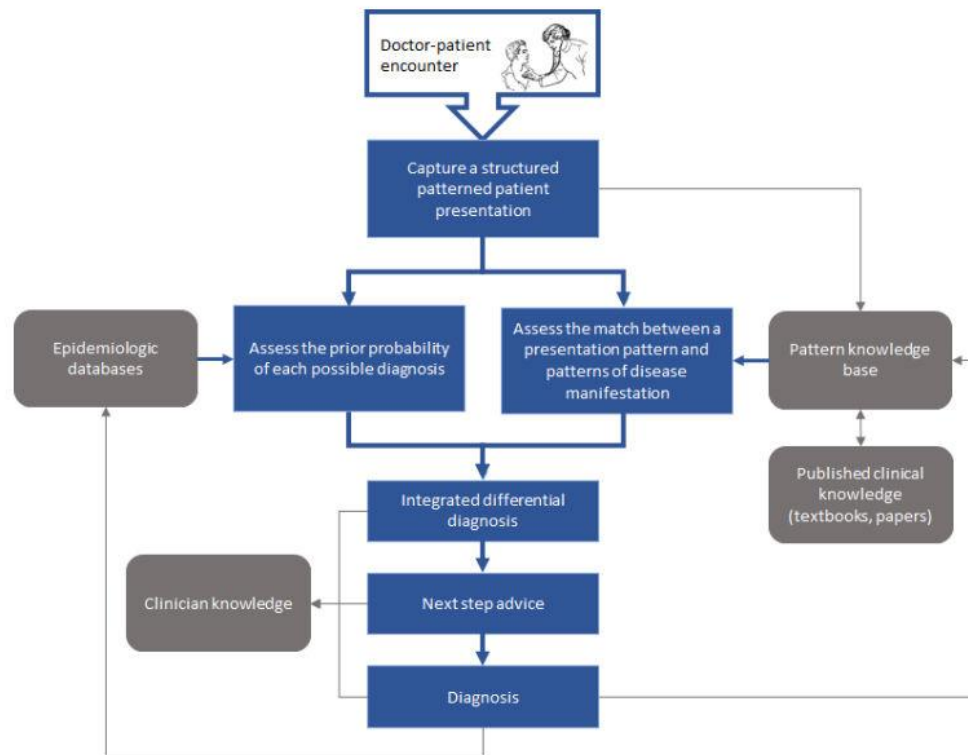 Doctor-patient
encounter
Capture a structured
patterned patient
presentation
Epidemiologic
databases
Assess the prior probability
of each possible diagnosis
Assess the match between a
presentation pattern and
patterns of disease
manifestation
Pattern knowledge
base
Published clinical
knowledge
(textbooks, papers)
Integrated differential
diagnosis
Clinician knowledge
Next step advice
Diagnosis